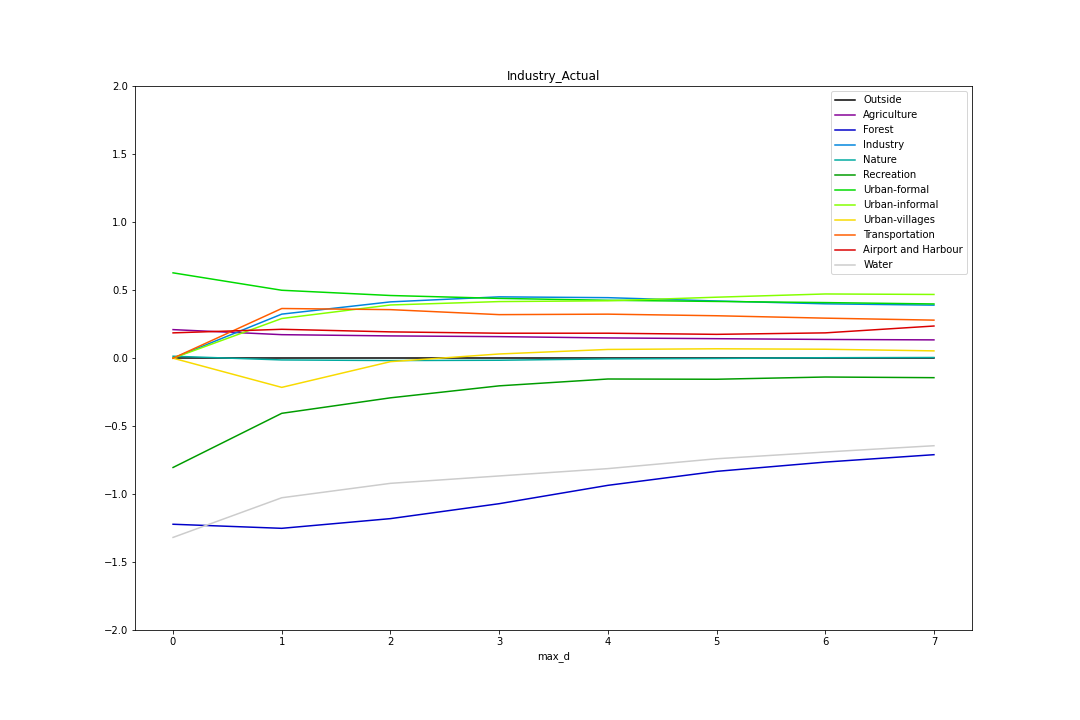 Industry_Actual
2.0
1.5
1.0
0.5
0.0
−0.5
−1.0
−1.5
−2.0
Outside
Agriculture
Forest
Industry
Nature
Recreation
Urban-formal
Urban-informal
Urban-villages
Transportation
Airport and Harbour
Water
0 1 2 3 4 5 6 7
max_d